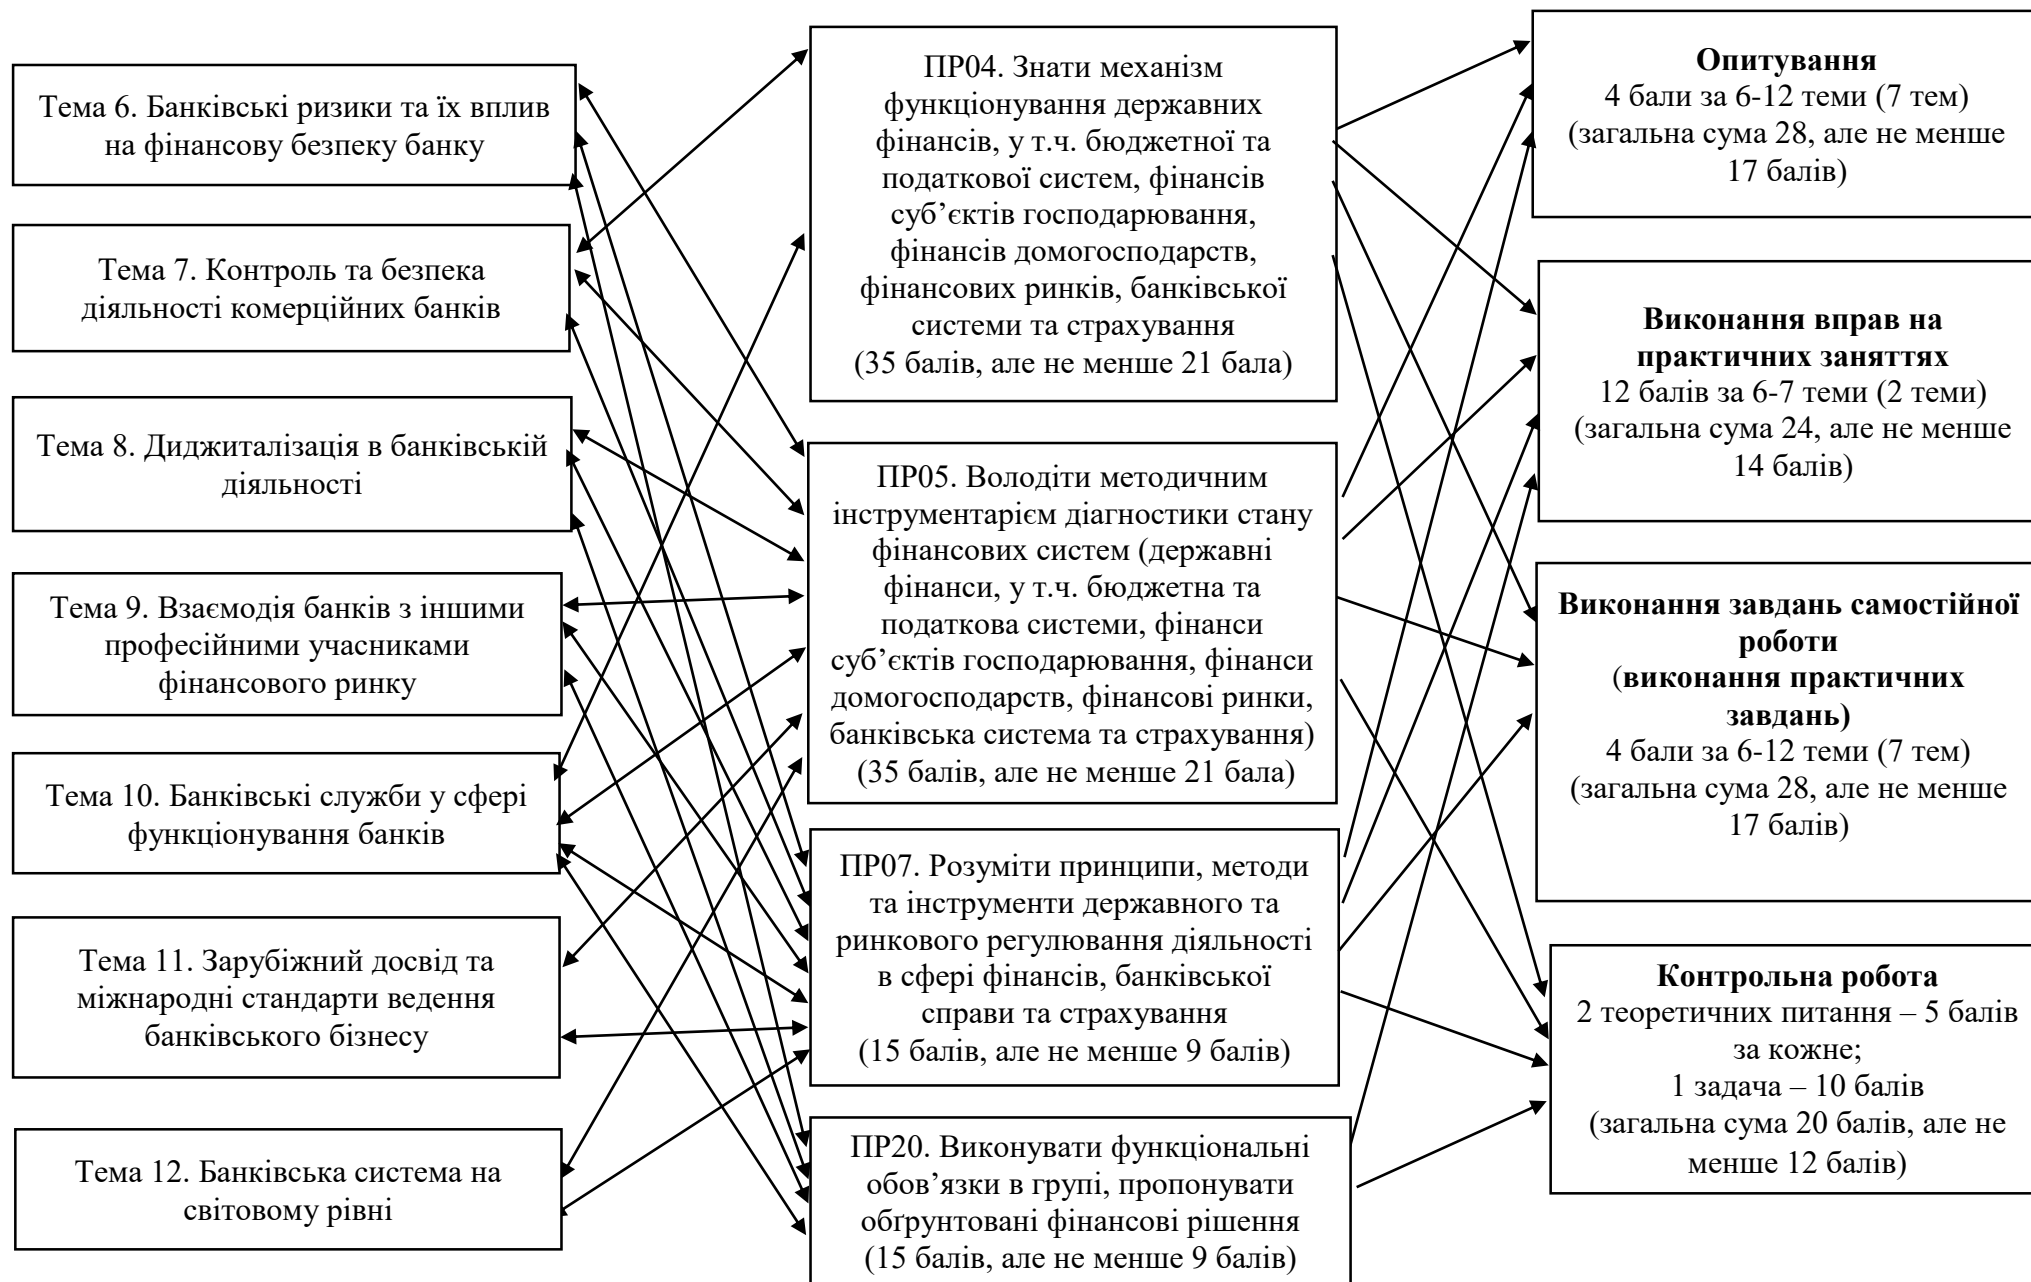 Тема 6. Банківські ризики та їх вплив
на фінансову безпеку банку
Тема 7. Контроль та безпека
діяльності комерційних банків
Тема 8. Диджиталізація в банківській
діяльності
Тема 9. Взаємодія банків з іншими
професійними учасниками
фінансового ринку
Тема 10. Банківські служби у сфері
функціонування банків
Тема 11. Зарубіжний досвід та
міжнародні стандарти ведення
банківського бізнесу
Тема 12. Банківська система на
світовому рівні
ПР04. Знати механізм
функціонування державних
фінансів, у т.ч. бюджетної та
податкової систем, фінансів
суб’єктів господарювання,
фінансів домогосподарств,
фінансових ринків, банківської
системи та страхування
(35 балів, але не менше 21 бала)
ПР05. Володіти методичним
інструментарієм діагностики стану
фінансових систем (державні
фінанси, у т.ч. бюджетна та
податкова системи, фінанси
суб’єктів господарювання, фінанси
домогосподарств, фінансові ринки,
банківська система та страхування)
(35 балів, але не менше 21 бала)
ПР07. Розуміти принципи, методи
та інструменти державного та
ринкового регулювання діяльності
в сфері фінансів, банківської
справи та страхування
(15 балів, але не менше 9 балів)
ПР20. Виконувати функціональні
обов’язки в групі, пропонувати
обґрунтовані фінансові рішення
(15 балів, але не менше 9 балів)
Опитування
4 бали за 6-12 теми (7 тем)
(загальна сума 28, але не менше
17 балів)
Виконання вправ на
практичних заняттях
12 балів за 6-7 теми (2 теми)
(загальна сума 24, але не менше
14 балів)
Виконання завдань самостійної
роботи
(виконання практичних
завдань)
4 бали за 6-12 теми (7 тем)
(загальна сума 28, але не менше
17 балів)
Контрольна робота
2 теоретичних питання – 5 балів
за кожне;
1 задача – 10 балів
(загальна сума 20 балів, але не
менше 12 балів)